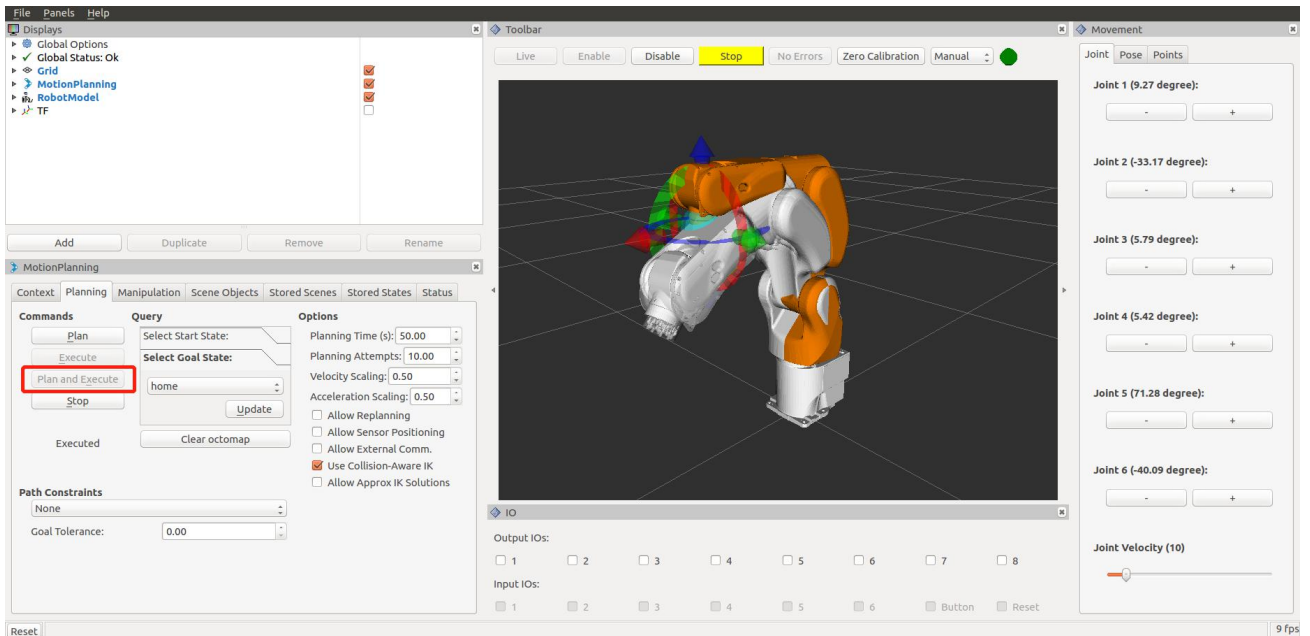 File Panels Help
Displays
Global Options
Global Status: Ok
Grid
MotionPlanning
RobotModel
TF
Add Duplicate Remove Rename
MotionPlanning
Context Planning Manipulation Scene Objects Stored Scenes Stored States Status
Commands Query Options
Plan Select Start State: Planning Time (s): 50.00
Execute Select Goal State: Planning Attempts: 10.00
Plan and Execute home Velocity Scaling: 0.50
Stop Update Acceleration Scaling: 0.50
Allow Replanning
Allow Sensor Positioning
Executed Clear octomap Allow External Comm.
Use Collision-Aware IK
Allow Approx IK Solutions
Path Constraints
None
Goal Tolerance: 0.00
Reset
Toolbar
Live Enable Disable Stop No Errors Zero Calibration Manual
IO
Output IOs:
1 2 3 4 5 6 7 8
Input IOs:
1 2 3 4 5 6 Button Reset
Movement
Joint Pose Points
Joint 1 (9.27 degree):
- +
Joint 2 (-33.17 degree):
- +
Joint 3 (5.79 degree):
- +
Joint 4 (5.42 degree):
- +
Joint 5 (71.28 degree):
- +
Joint 6 (-40.09 degree):
- +
Joint Velocity (10)
9 fps